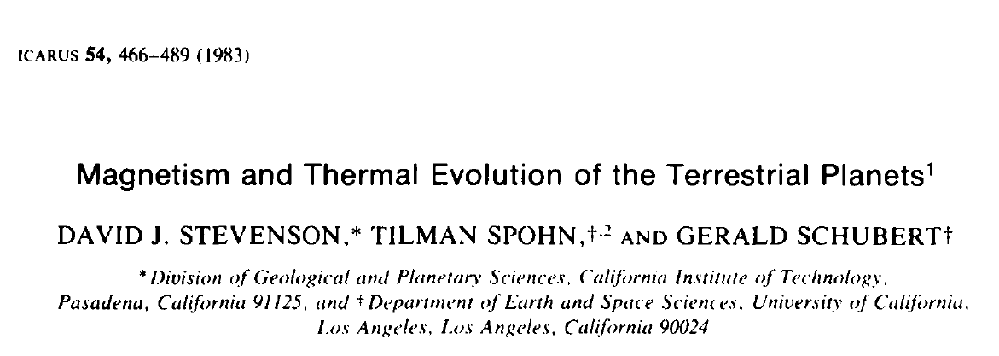 ICARUS 54, 466–489 (1983)
Magnetism and Thermal Evolution of the Terrestrial Planets¹
DAVID J. STEVENSON,* TILMAN SPOHN,†,² AND GERALD SCHUBERT†
*Division of Geological and Planetary Sciences, California Institute of Technology,
Pasadena, California 91125, and †Department of Earth and Space Sciences, University of California,
Los Angeles, Los Angeles, California 90024